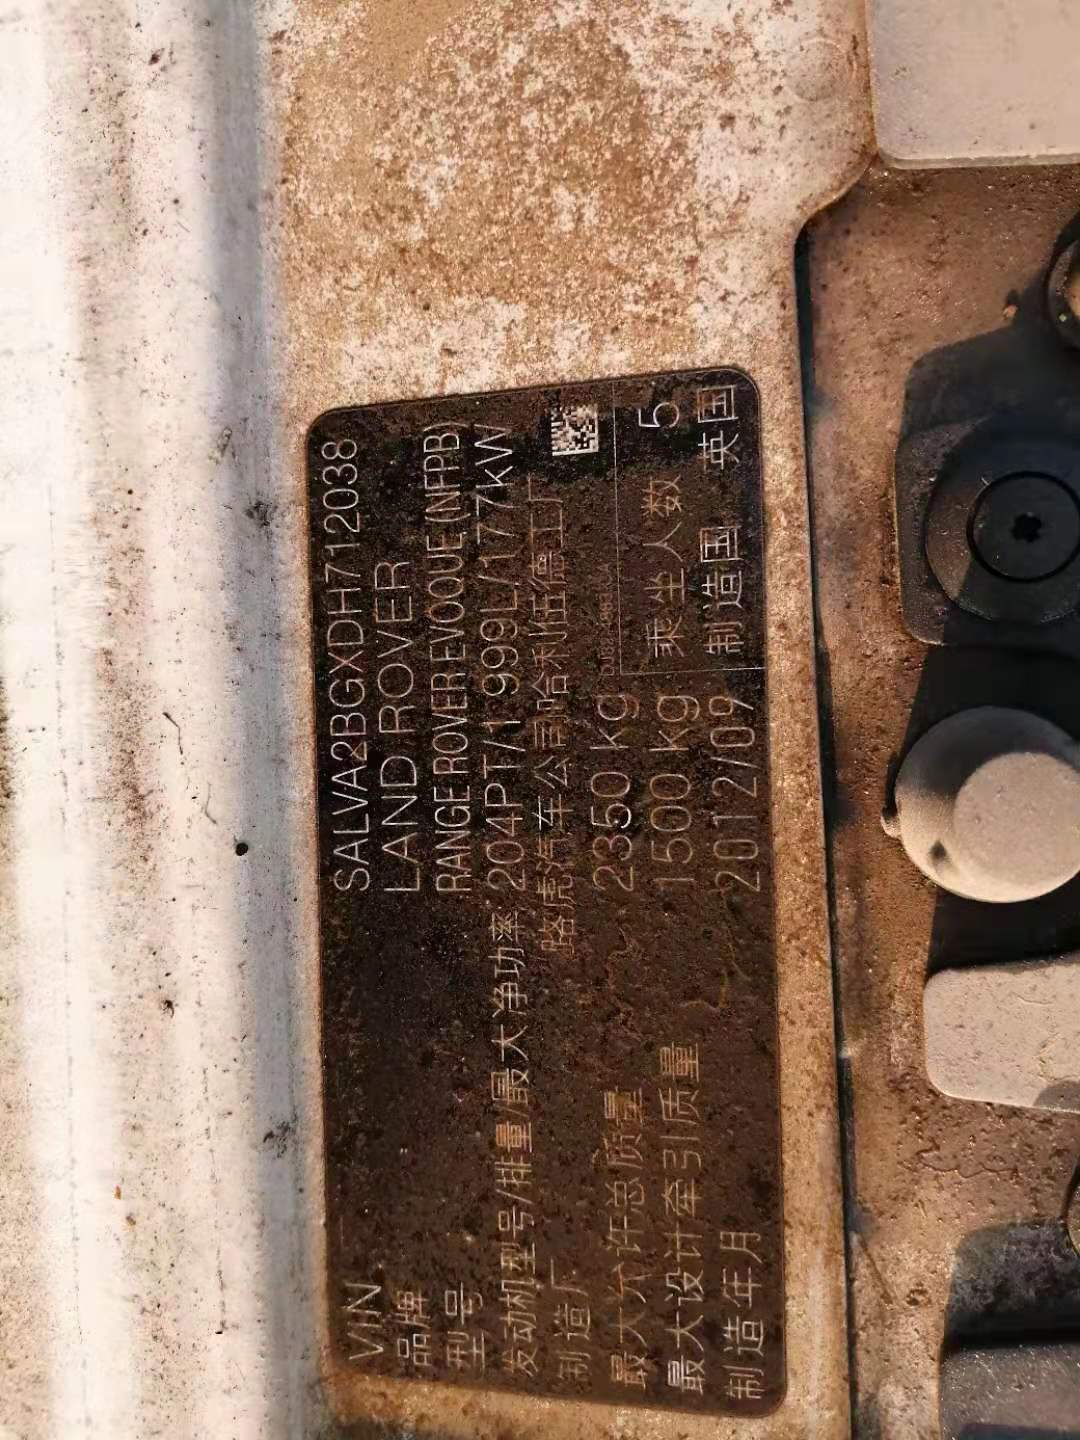 VIN SALVA2BGXDH712038
品牌 LAND ROVER
型号 RANGE ROVER EVOQUE (NFPB)
发动机型号/排量/最大净功率 204PT/1999L/177kW
制造厂 路虎汽车公司哈利伍德工厂
最大允许总质量 2350 kg
最大设计牵引质量 1500 kg 乘坐人数 5
制造年月 2012/09 制造国 英国